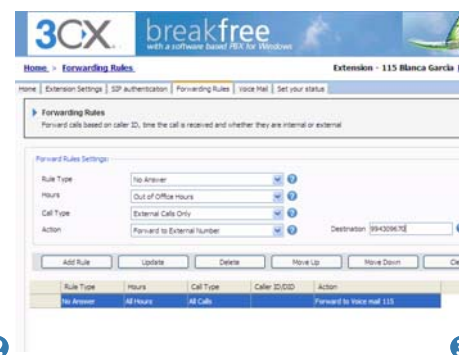 3CX breakfree
with a software based PBX for Windows
Home > Forwarding Rules Extension - 115 Blanca Garcia
Home Extension Settings SIP authentication Forwarding Rules Voice Mail Set your status
Forwarding Rules
Forward calls based on caller ID, time the call is received and whether they are internal or external
Forward Rules Settings:
Rule Type No Answer
Hours Out of Office Hours
Call Type External Calls Only
Action Forward to External Number Destination 994309670
Add Rule Update Delete Move Up Move Down
Rule Type Hours Call Type Caller ID/DID Action
No Answer All Hours All Calls Forward to Voice mail 115